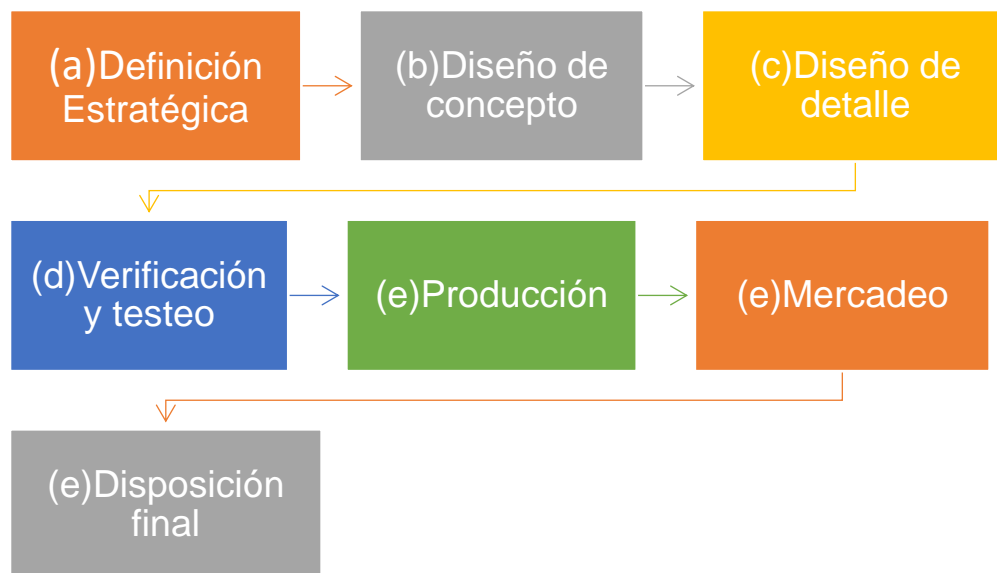 (a)Definición
Estratégica
(b)Diseño de
concepto
(c)Diseño de
detalle
(d)Verificación
y testeo
(e)Producción
(e)Mercadeo
(e)Disposición
final